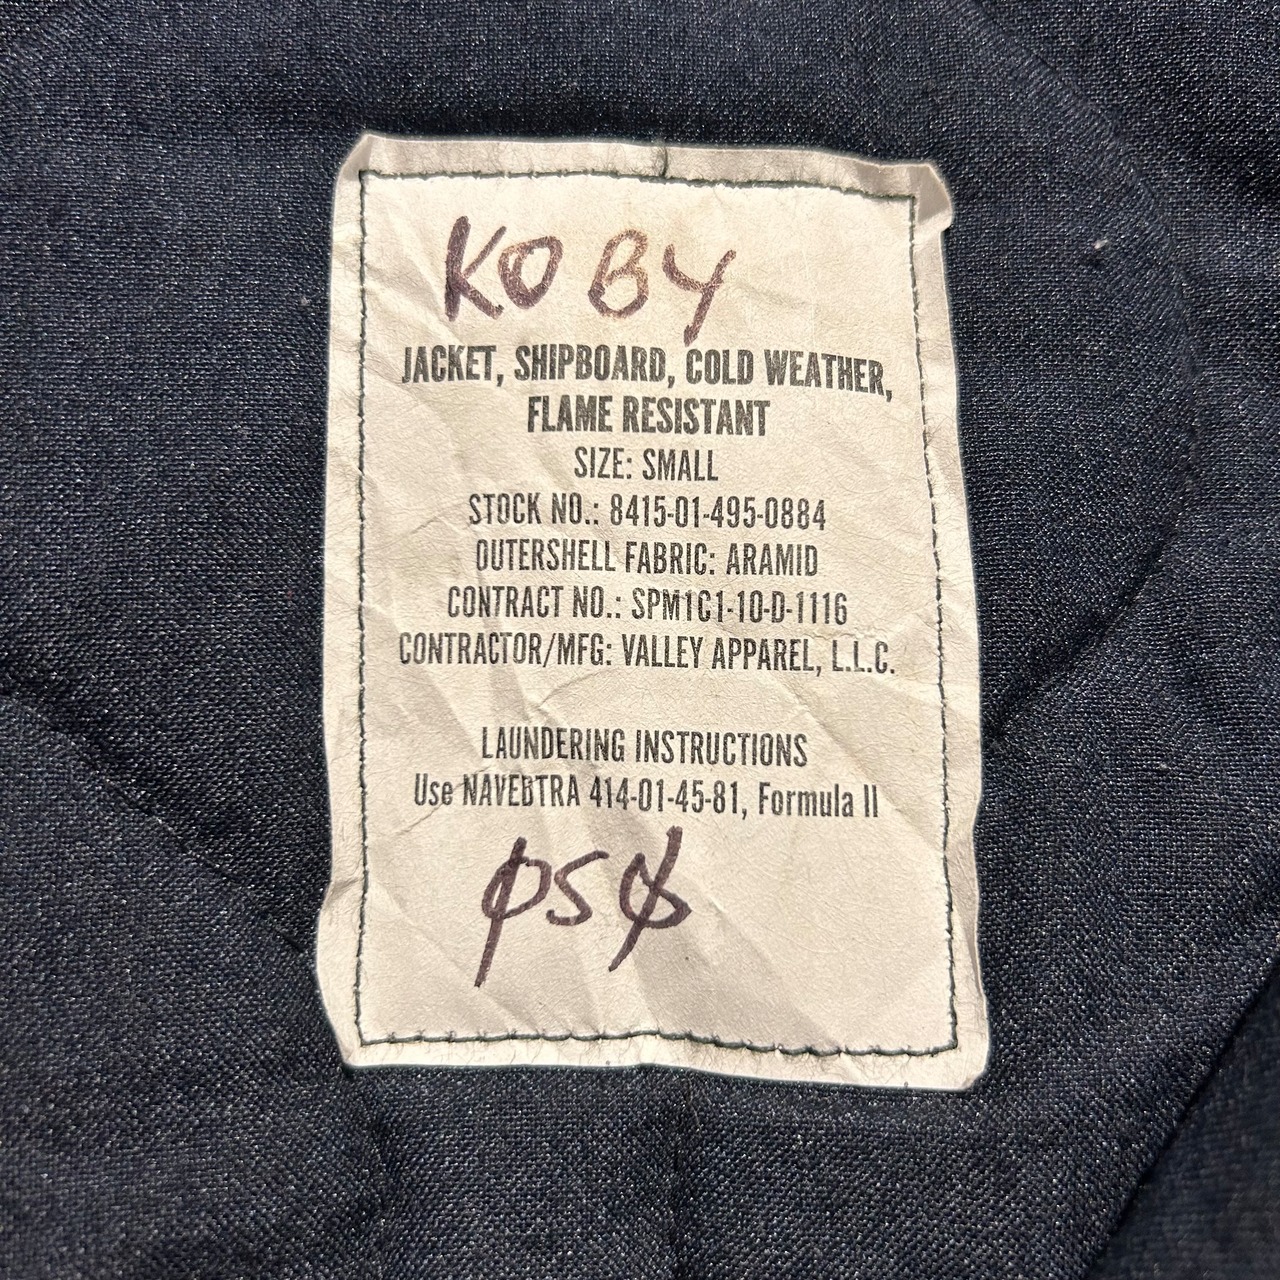 KOBY
JACKET, SHIPBOARD, COLD WEATHER,
FLAME RESISTANT
SIZE: SMALL
STOCK NO.: 8415-01-495-0884
OUTERSHELL FABRIC: ARAMID
CONTRACT NO.: SPM1C1-10-D-1116
CONTRACTOR/MFG: VALLEY APPAREL, L.L.C.
LAUNDERING INSTRUCTIONS
Use NAVEDTRA 414-01-45-81, Formula II
Ø5Ø